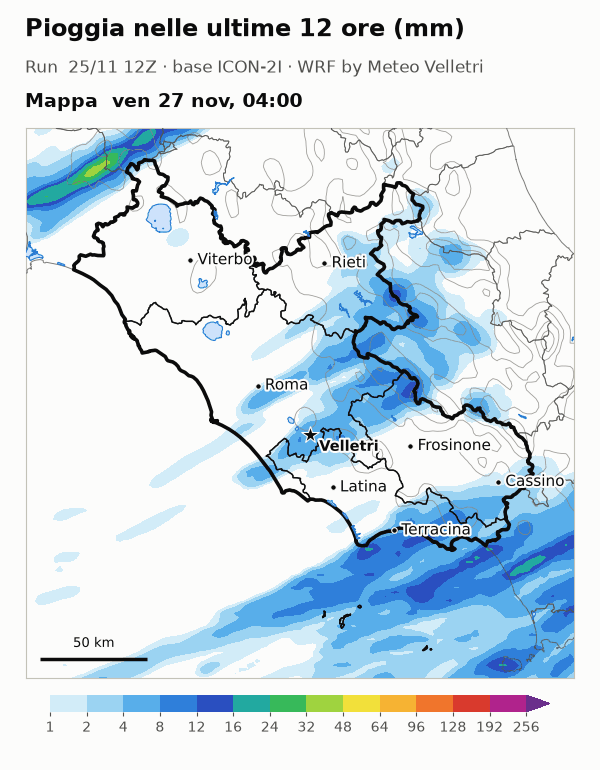 Pioggia nelle ultime 12 ore (mm)
Run 25/11 12Z · base ICON-2I · WRF by Meteo Velletri
Mappa ven 27 nov, 04:00
Viterbo
Rieti
Roma
Velletri
Frosinone
Latina
Cassino
Terracina
50 km
1 2 4 8 12 16 24 32 48 64 96 128 192 256